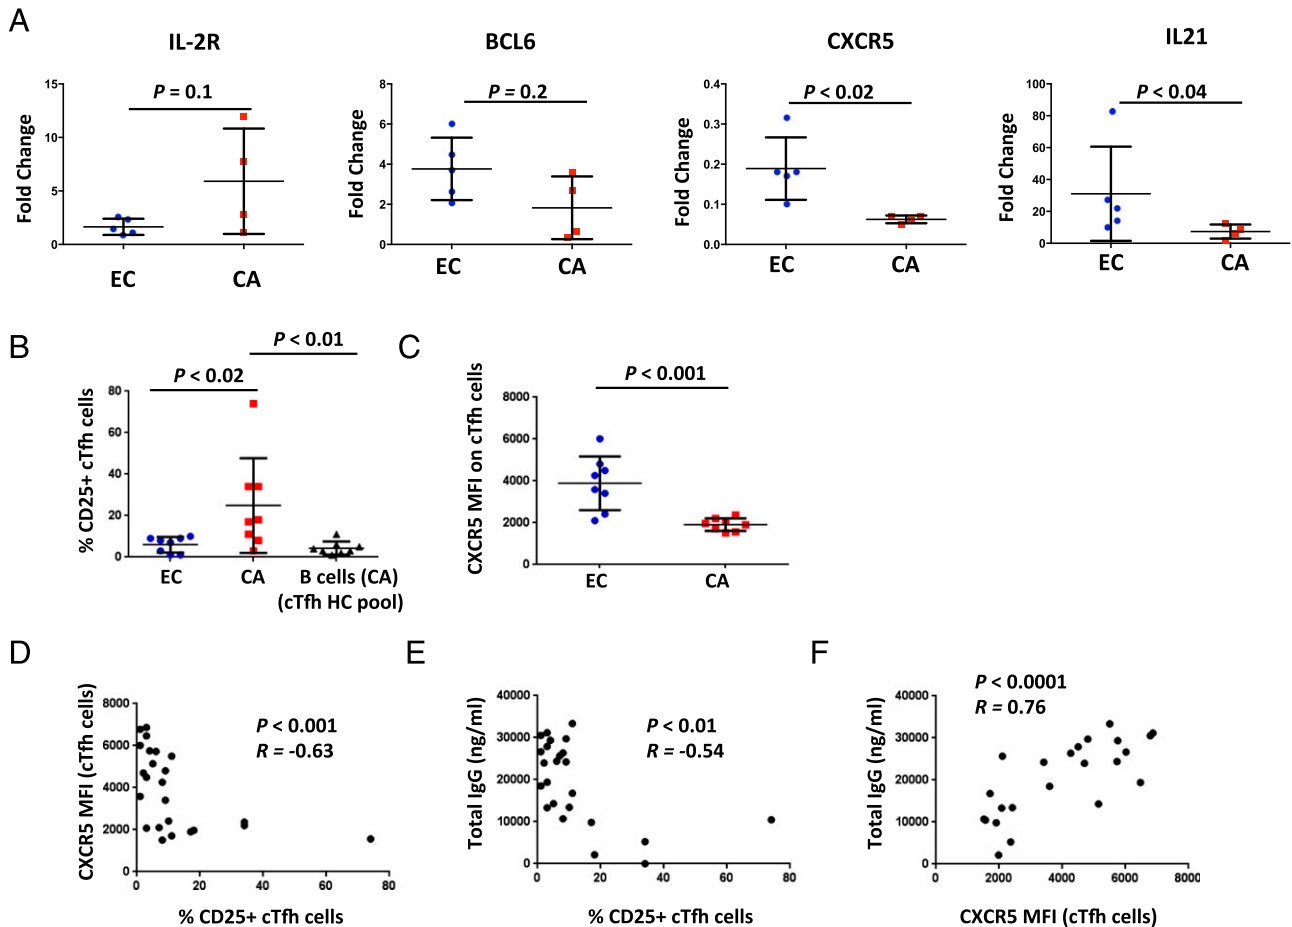 A
IL-2R
BCL6
CXCR5
IL21
Fold Change
15
10
5
0
P = 0.1
EC
CA
Fold Change
8
6
4
2
0
P = 0.2
EC
CA
Fold Change
0.4
0.3
0.2
0.1
0.0
P < 0.02
EC
CA
Fold Change
100
80
60
40
20
0
P < 0.04
EC
CA
B
% CD25+ cTfh cells
80
60
40
20
0
P < 0.02
P < 0.01
EC
CA
B cells (CA)
(cTfh HC pool)
C
CXCR5 MFI on cTfh cells
8000
6000
4000
2000
0
P < 0.001
EC
CA
D
CXCR5 MFI (cTfh cells)
8000
6000
4000
2000
0
P < 0.001
R = -0.63
0 20 40 60 80
% CD25+ cTfh cells
E
Total IgG (ng/ml)
40000
30000
20000
10000
0
P < 0.01
R = -0.54
0 20 40 60 80
% CD25+ cTfh cells
F
Total IgG (ng/ml)
40000
30000
20000
10000
0
P < 0.0001
R = 0.76
0 2000 4000 6000 8000
CXCR5 MFI (cTfh cells)